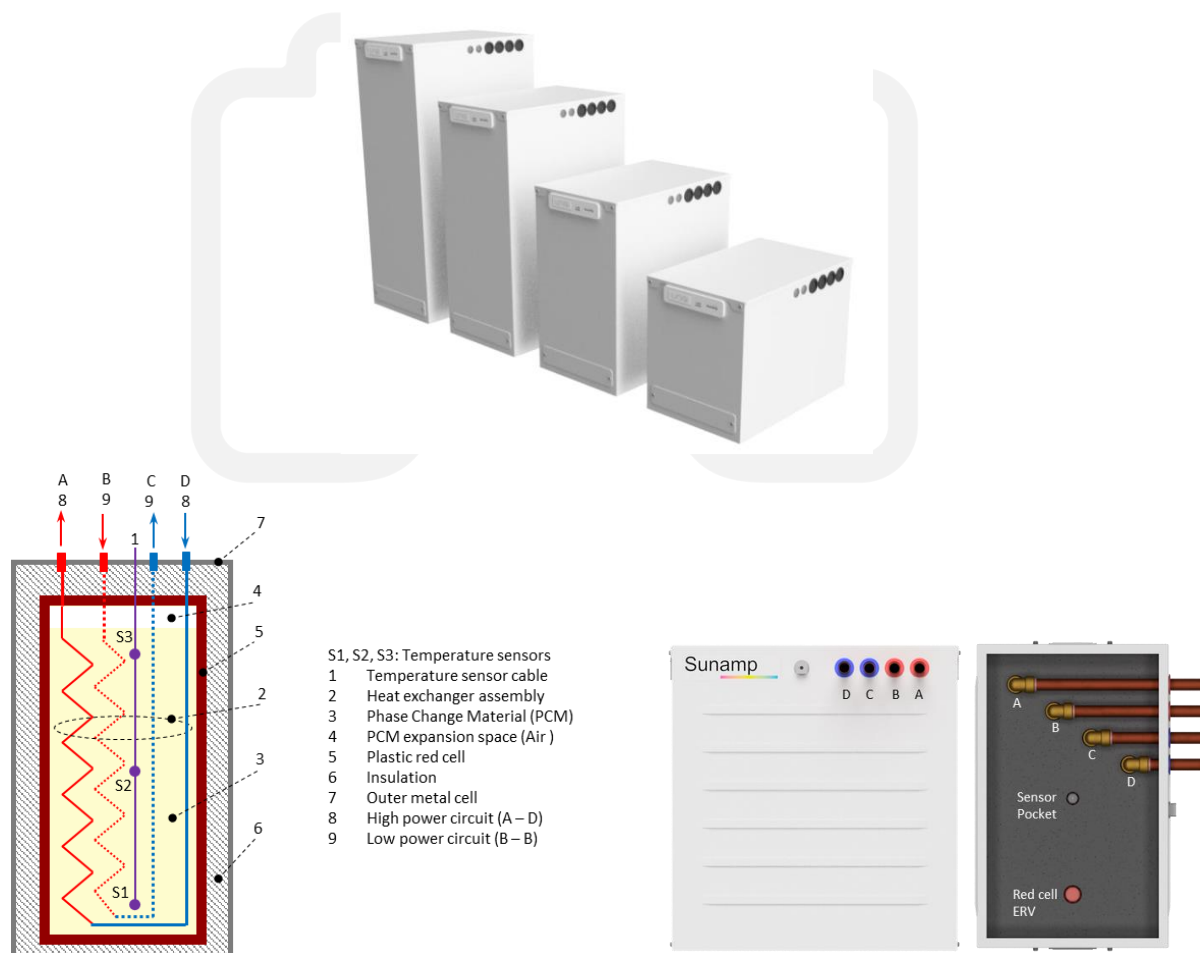 A B C D
8 9 9 8
1
7
4
5
2
3
6
S3
S2
S1
S1, S2, S3: Temperature sensors
1 Temperature sensor cable
2 Heat exchanger assembly
3 Phase Change Material (PCM)
4 PCM expansion space (Air )
5 Plastic red cell
6 Insulation
7 Outer metal cell
8 High power circuit (A – D)
9 Low power circuit (B – B)
Sunamp
D C B A
A
B
C
D
Sensor
Pocket
Red cell
ERV